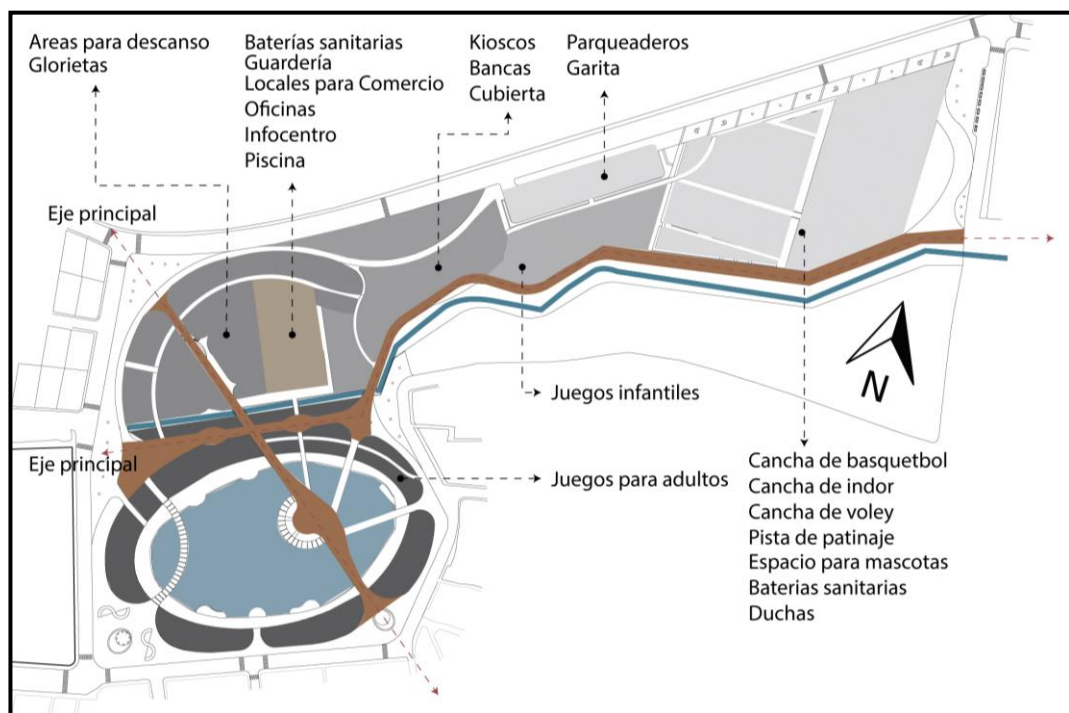 Areas para descanso
Glorietas
Baterías sanitarias
Guardería
Locales para Comercio
Oficinas
Infocentro
Piscina
Kioscos
Bancas
Cubierta
Parqueaderos
Garita
Eje principal
Juegos infantiles
N
Eje principal
Juegos para adultos
Cancha de basquetbol
Cancha de indor
Cancha de voley
Pista de patinaje
Espacio para mascotas
Baterias sanitarias
Duchas